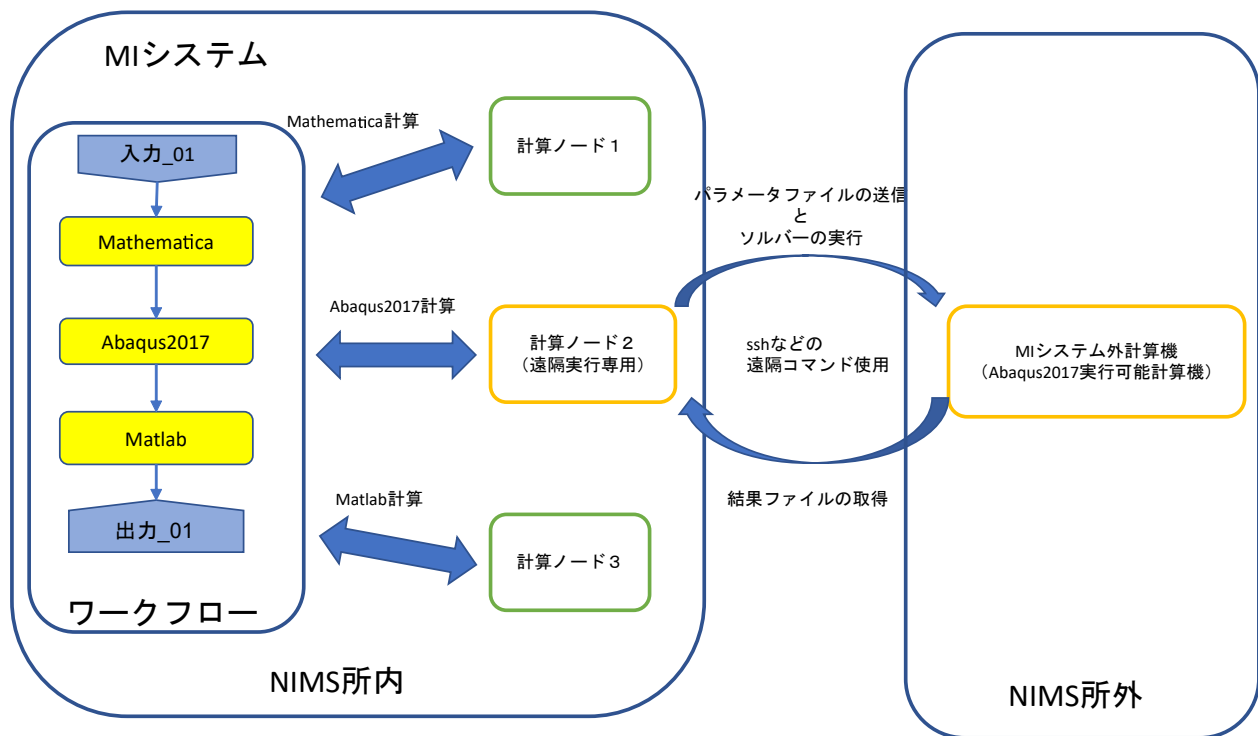 MIシステム
入力_01
Mathematica
Abaqus2017
Matlab
出力_01
ワークフロー
Mathematica計算
Abaqus2017計算
Matlab計算
計算ノード１
計算ノード２
（遠隔実行専用）
計算ノード３
NIMS所内
パラメータファイルの送信
と
ソルバーの実行
sshなどの
遠隔コマンド使用
結果ファイルの取得
MIシステム外計算機
（Abaqus2017実行可能計算機）
NIMS所外